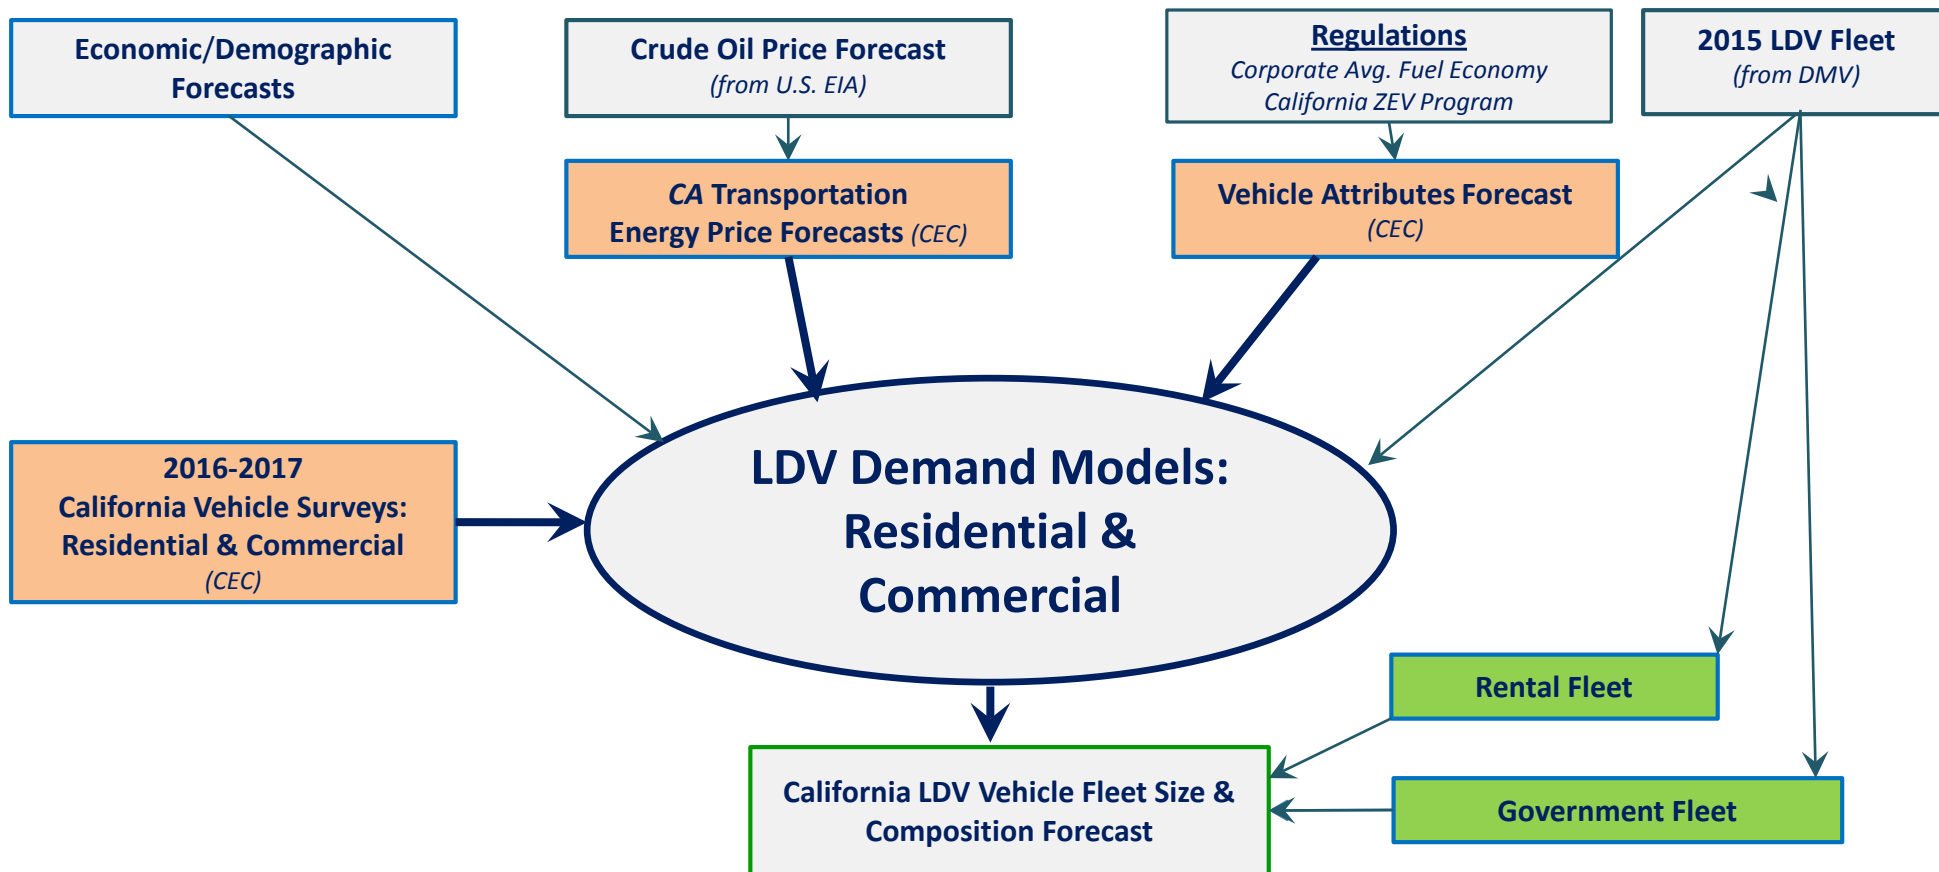 Economic/Demographic
Forecasts
Crude Oil Price Forecast
(from U.S. EIA)
Regulations
Corporate Avg. Fuel Economy
California ZEV Program
2015 LDV Fleet
(from DMV)
CA Transportation
Energy Price Forecasts (CEC)
Vehicle Attributes Forecast
(CEC)
2016-2017
California Vehicle Surveys:
Residential & Commercial
(CEC)
LDV Demand Models:
Residential &
Commercial
Rental Fleet
California LDV Vehicle Fleet Size &
Composition Forecast
Government Fleet